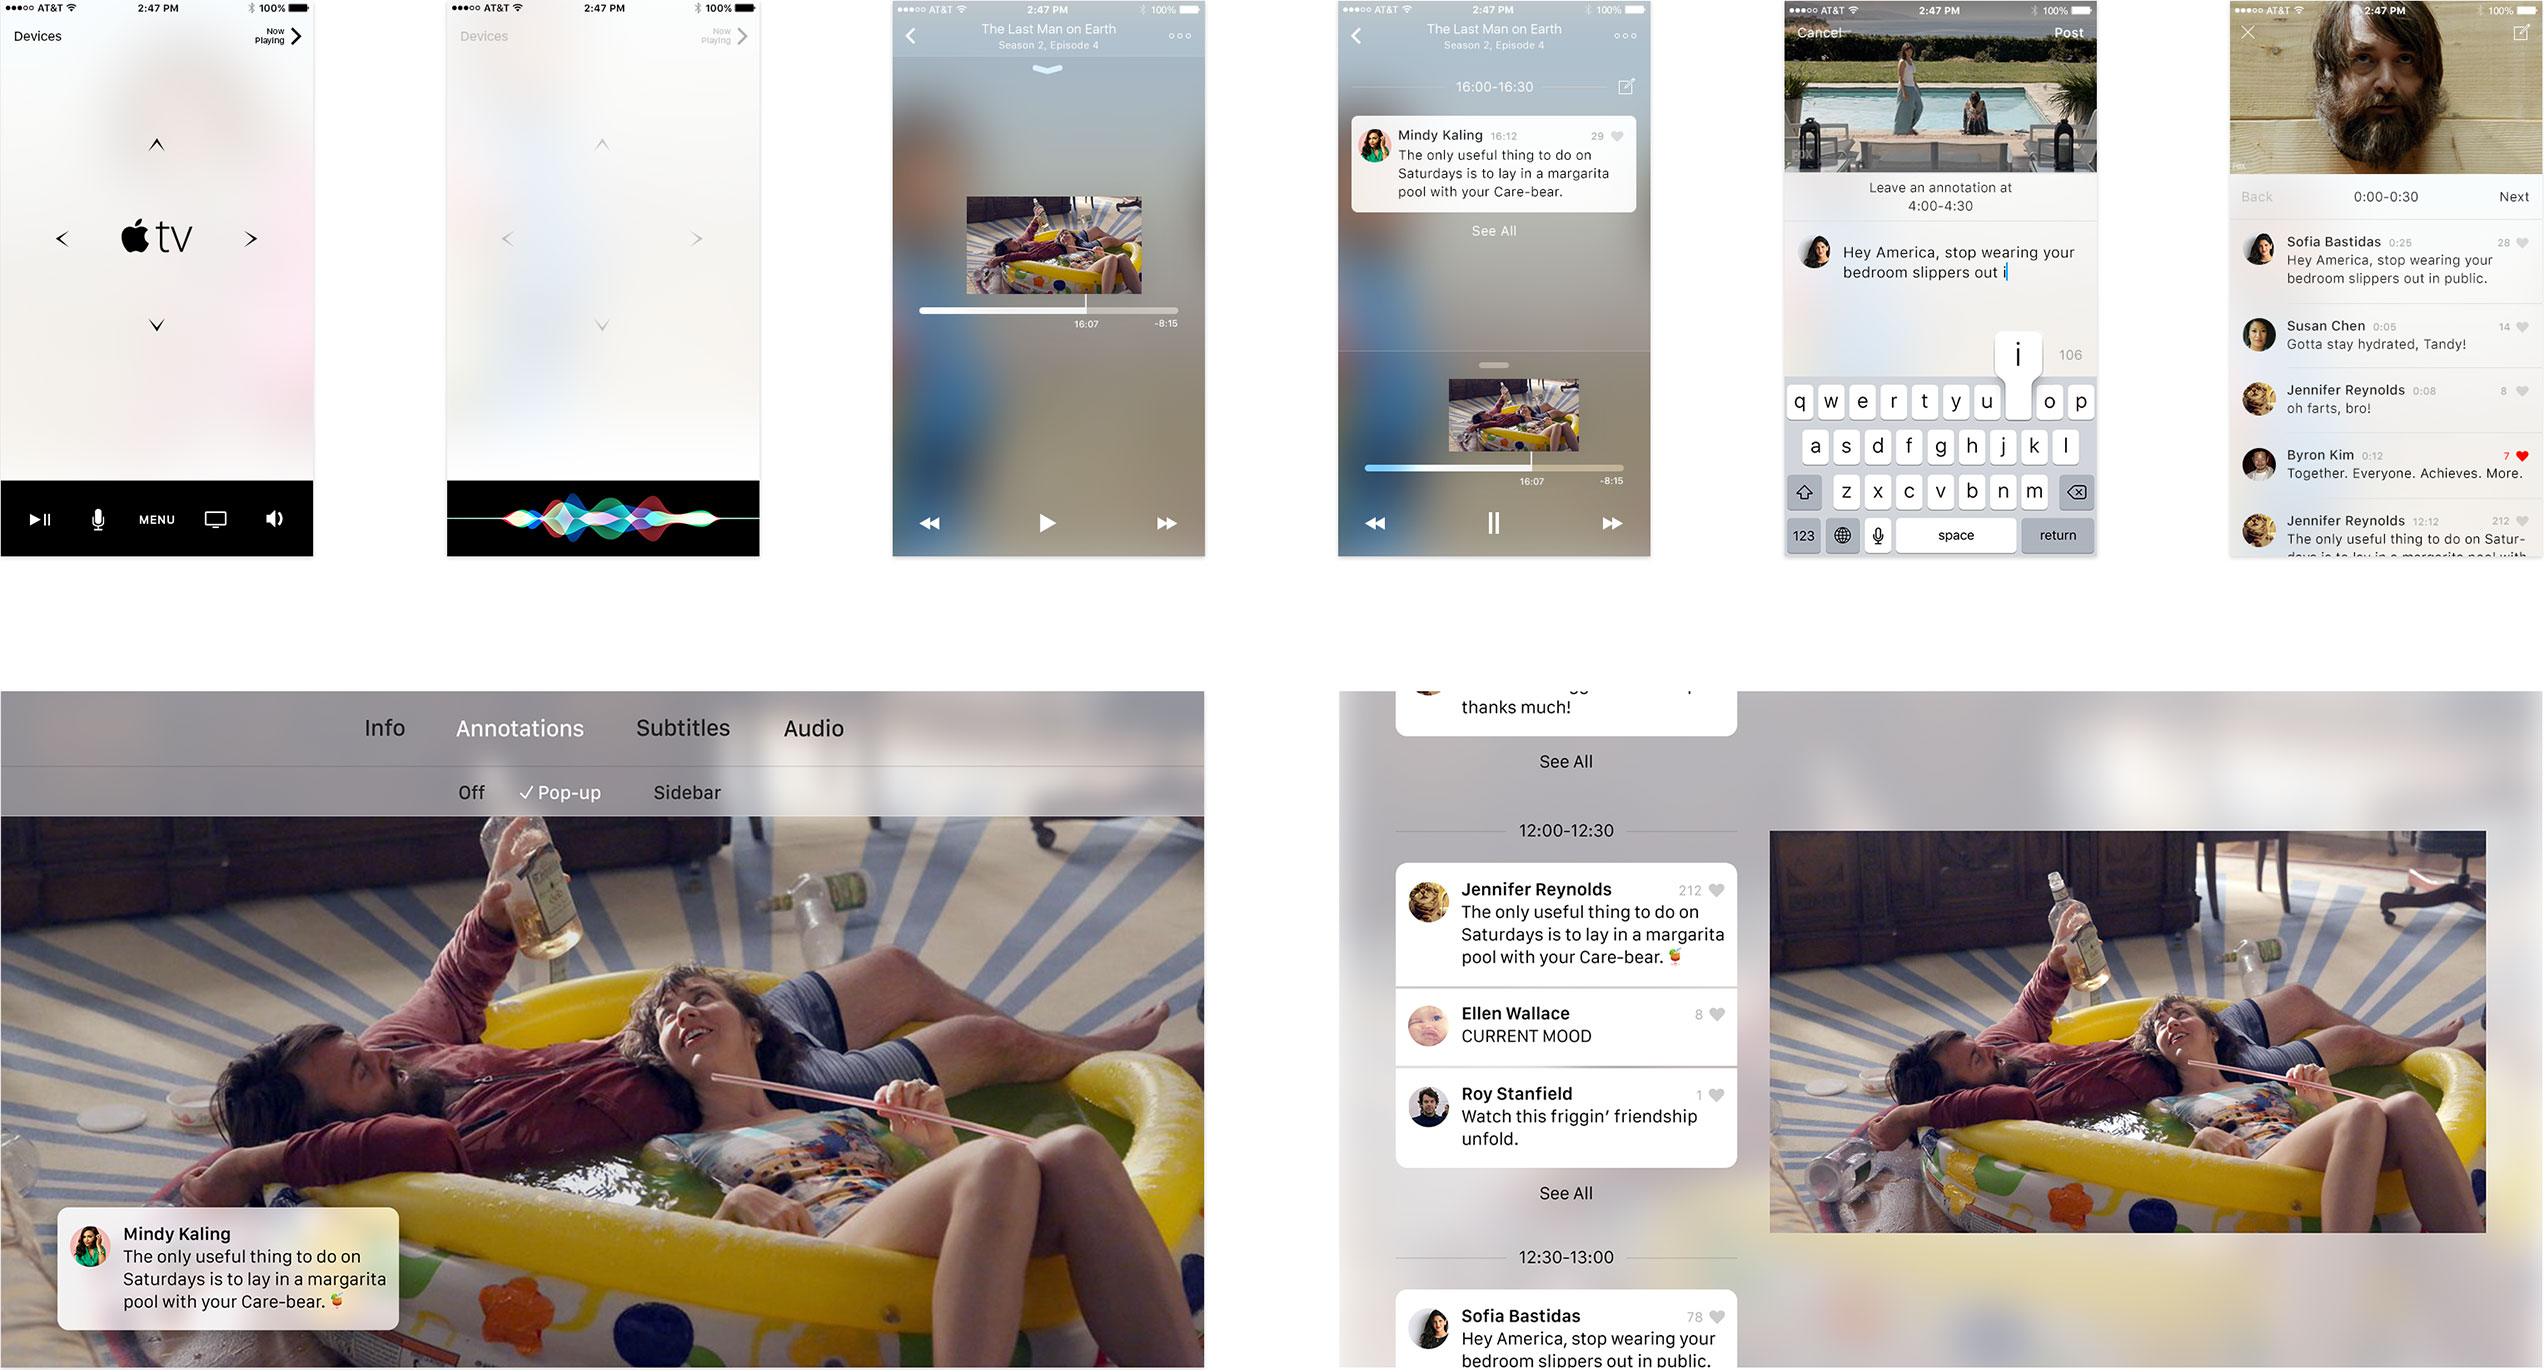 AT&T 2:47 PM 100%
Devices
Now
Playing
tv
MENU
AT&T 2:47 PM 100%
Devices
Now
Playing
AT&T 2:47 PM 100%
The Last Man on Earth
Season 2, Episode 4
16:07 -8:15
AT&T 2:47 PM 100%
The Last Man on Earth
Season 2, Episode 4
16:00-16:30
Mindy Kaling 16:12 29
The only useful thing to do on
Saturdays is to lay in a margarita
pool with your Care-bear.
See All
16:07 -8:15
AT&T 2:47 PM 100%
Cancel Post
FOX
Leave an annotation at
4:00-4:30
Hey America, stop wearing your
bedroom slippers out i
i
106
q w e r t y u o p
a s d f g h j k l
z x c v b n m
123 space return
AT&T 2:47 PM 100%
FOX
Back 0:00-0:30 Next
Sofia Bastidas 0:25 28
Hey America, stop wearing your
bedroom slippers out in public.
Susan Chen 0:05 14
Gotta stay hydrated, Tandy!
Jennifer Reynolds 0:08 8
oh farts, bro!
Byron Kim 0:12 7
Together. Everyone. Achieves. More.
Jennifer Reynolds 12:12 212
The only useful thing to do on Satur-
days is to lay in a margarita pool with
Info Annotations Subtitles Audio
Off ✓ Pop-up Sidebar
Mindy Kaling
The only useful thing to do on
Saturdays is to lay in a margarita
pool with your Care-bear. 🍹
thanks much!
See All
12:00-12:30
Jennifer Reynolds 212
The only useful thing to do on
Saturdays is to lay in a margarita
pool with your Care-bear. 🍹
Ellen Wallace 8
CURRENT MOOD
Roy Stanfield 1
Watch this friggin’ friendship
unfold.
See All
12:30-13:00
Sofia Bastidas 78
Hey America, stop wearing your
bedroom slippers out in public.